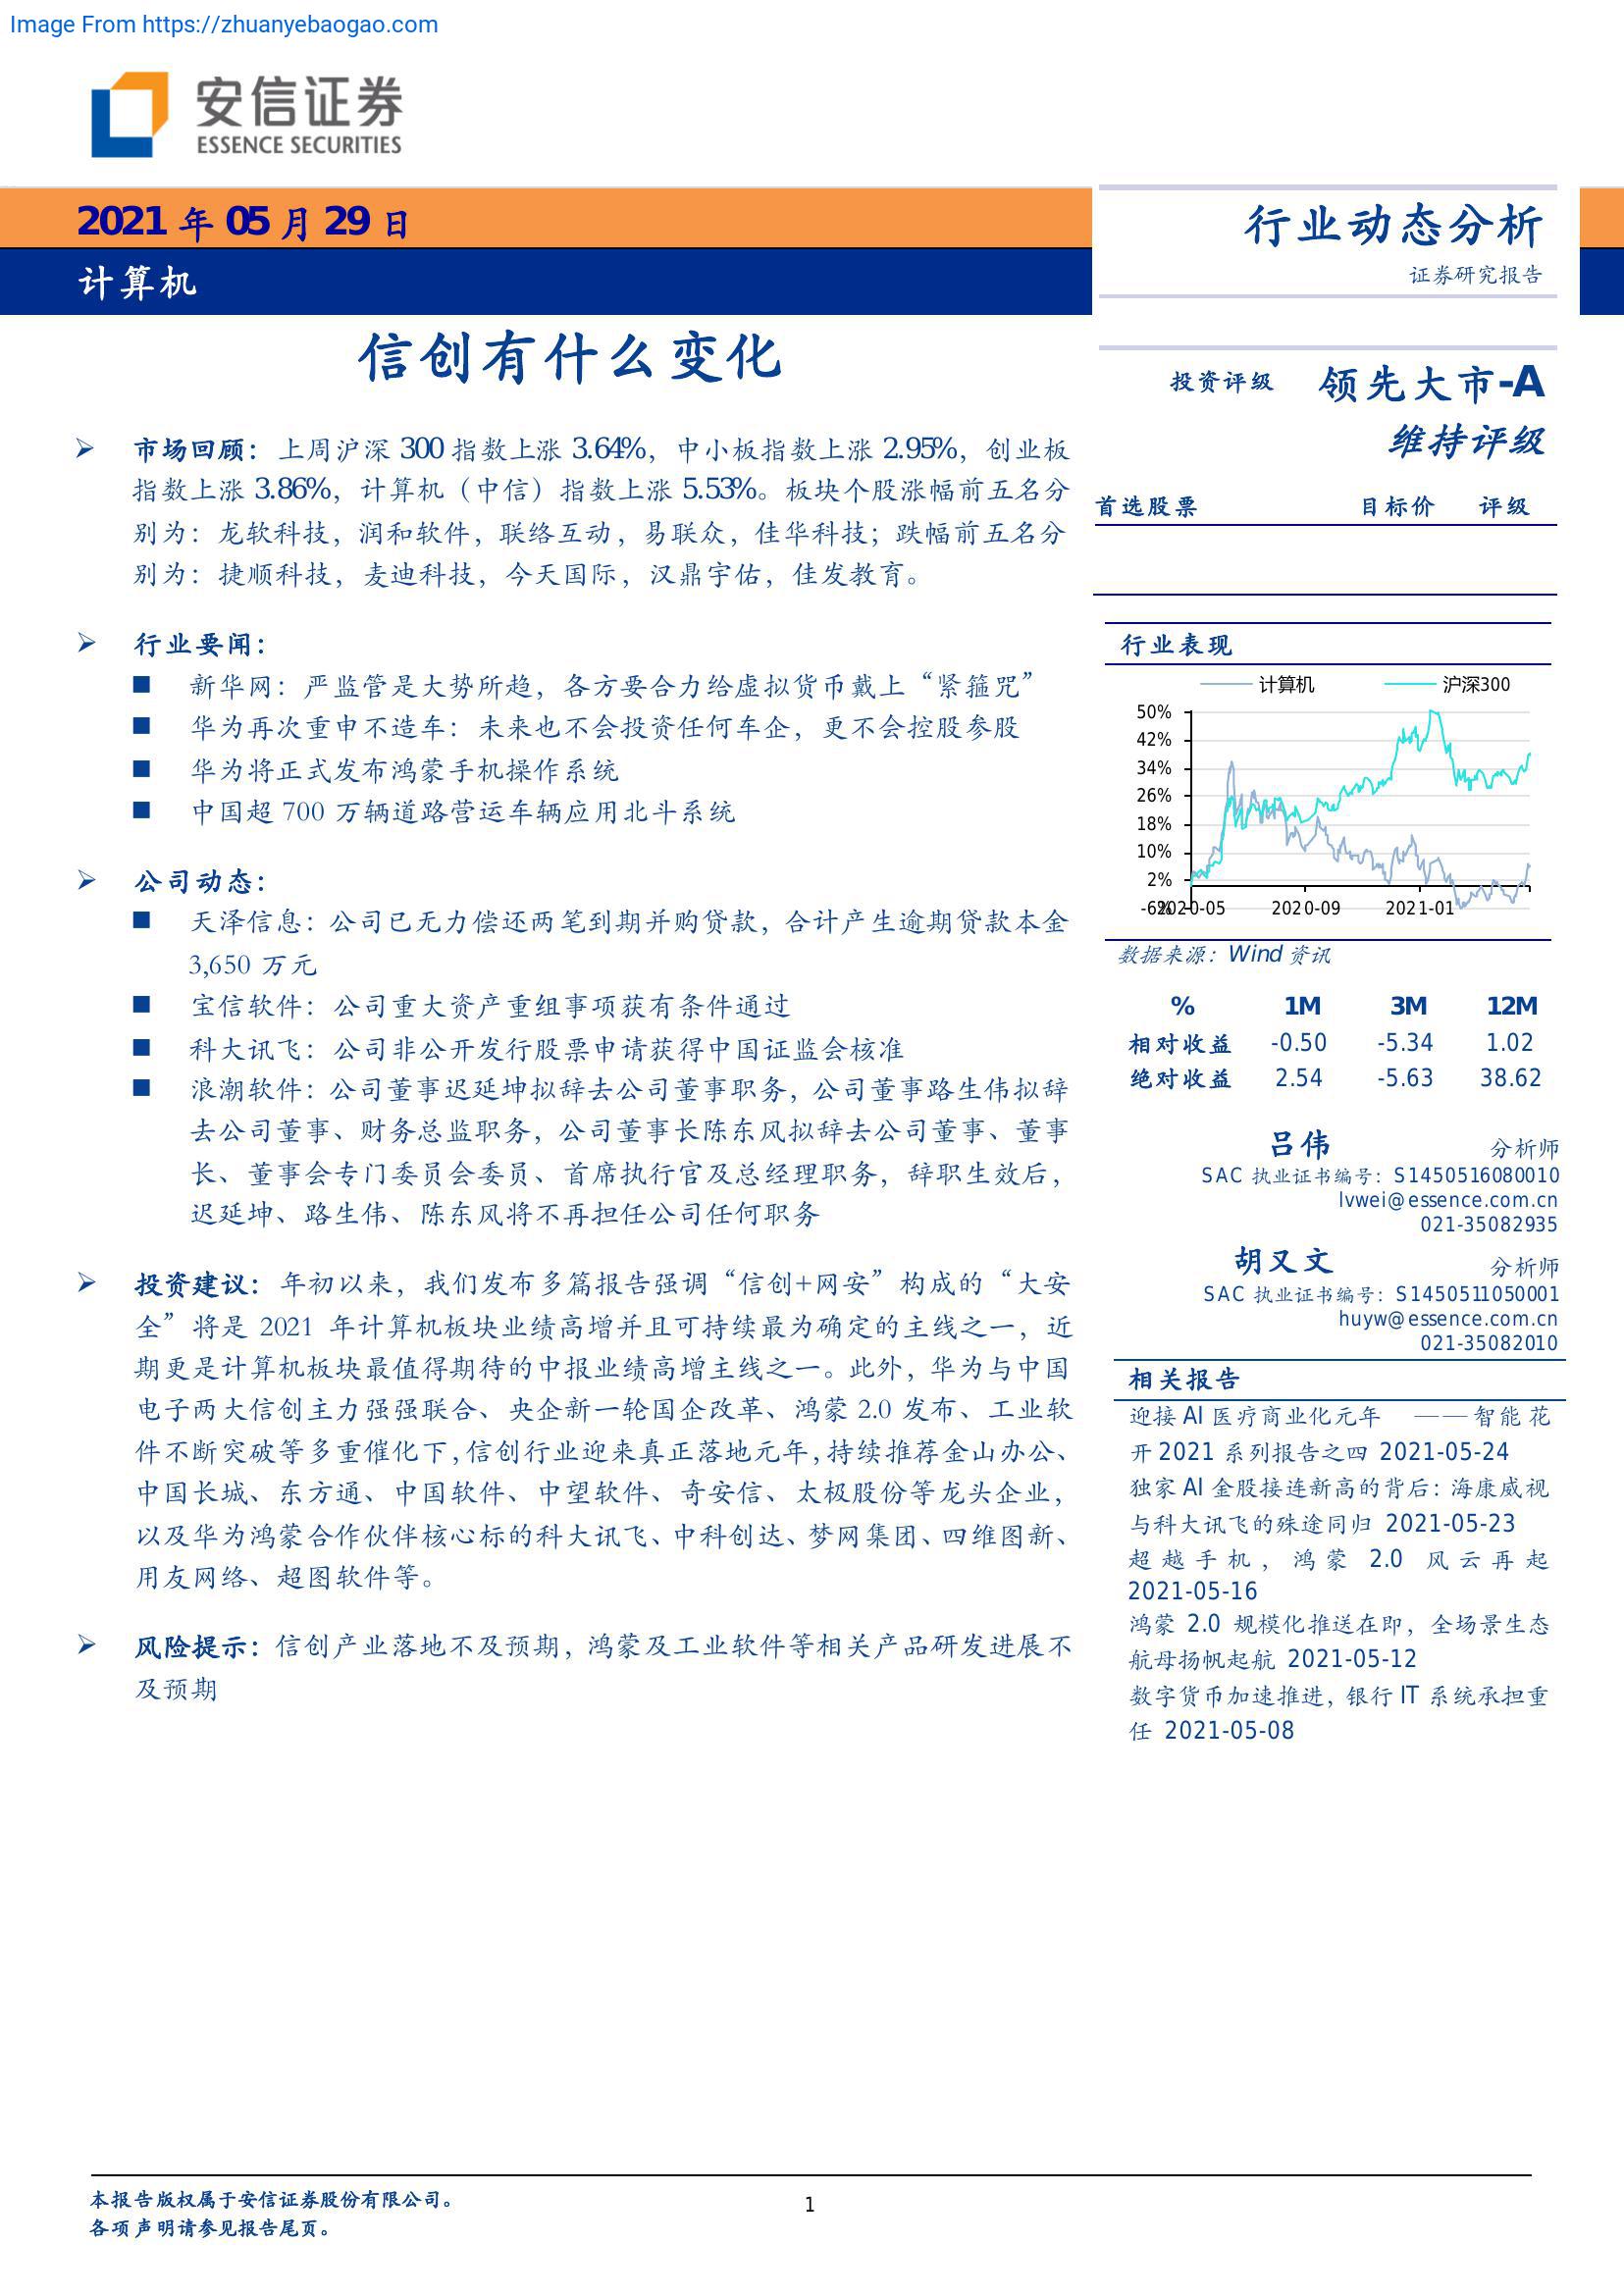 Image From https://zhuanyebaogao.com
安信证券
ESSENCE SECURITIES
2021 年 05 月 29 日
计算机
行业动态分析
证券研究报告
信创有什么变化
市场回顾：上周沪深 300 指数上涨 3.64%，中小板指数上涨 2.95%，创业板
指数上涨 3.86%，计算机（中信）指数上涨 5.53%。板块个股涨幅前五名分
别为：龙软科技，润和软件，联络互动，易联众，佳华科技；跌幅前五名分
别为：捷顺科技，麦迪科技，今天国际，汉鼎宇佑，佳发教育。
行业要闻：
新华网：严监管是大势所趋，各方要合力给虚拟货币戴上“紧箍咒”
华为再次重申不造车：未来也不会投资任何车企，更不会控股参股
华为将正式发布鸿蒙手机操作系统
中国超 700 万辆道路营运车辆应用北斗系统
公司动态：
天泽信息：公司已无力偿还两笔到期并购贷款，合计产生逾期贷款本金
3,650 万元
宝信软件：公司重大资产重组事项获有条件通过
科大讯飞：公司非公开发行股票申请获得中国证监会核准
浪潮软件：公司董事迟延坤拟辞去公司董事职务，公司董事路生伟拟辞
去公司董事、财务总监职务，公司董事长陈东风拟辞去公司董事、董事
长、董事会专门委员会委员、首席执行官及总经理职务，辞职生效后，
迟延坤、路生伟、陈东风将不再担任公司任何职务
投资建议：年初以来，我们发布多篇报告强调“信创+网安”构成的“大安
全”将是 2021 年计算机板块业绩高增并且可持续最为确定的主线之一，近
期更是计算机板块最值得期待的中报业绩高增主线之一。此外，华为与中国
电子两大信创主力强强联合、央企新一轮国企改革、鸿蒙 2.0 发布、工业软
件不断突破等多重催化下，信创行业迎来真正落地元年，持续推荐金山办公、
中国长城、东方通、中国软件、中望软件、奇安信、太极股份等龙头企业，
以及华为鸿蒙合作伙伴核心标的科大讯飞、中科创达、梦网集团、四维图新、
用友网络、超图软件等。
风险提示：信创产业落地不及预期，鸿蒙及工业软件等相关产品研发进展不
及预期
投资评级 领先大市-A
维持评级
首选股票 目标价 评级
行业表现
计算机 沪深300
50%
42%
34%
26%
18%
10%
2%
-6%
2020-05 2020-09 2021-01
数据来源：Wind 资讯
% 1M 3M 12M
相对收益 -0.50 -5.34 1.02
绝对收益 2.54 -5.63 38.62
吕伟 分析师
SAC 执业证书编号：S1450516080010
lvwei@essence.com.cn
021-35082935
胡又文 分析师
SAC 执业证书编号：S1450511050001
huyw@essence.com.cn
021-35082010
相关报告
迎接 AI 医疗商业化元年 ——智能花
开 2021 系列报告之四 2021-05-24
独家 AI 金股接连新高的背后：海康威视
与科大讯飞的殊途同归 2021-05-23
超越手机，鸿蒙 2.0 风云再起
2021-05-16
鸿蒙 2.0 规模化推送在即，全场景生态
航母扬帆起航 2021-05-12
数字货币加速推进，银行 IT 系统承担重
任 2021-05-08
本报告版权属于安信证券股份有限公司。
各项声明请参见报告尾页。
1